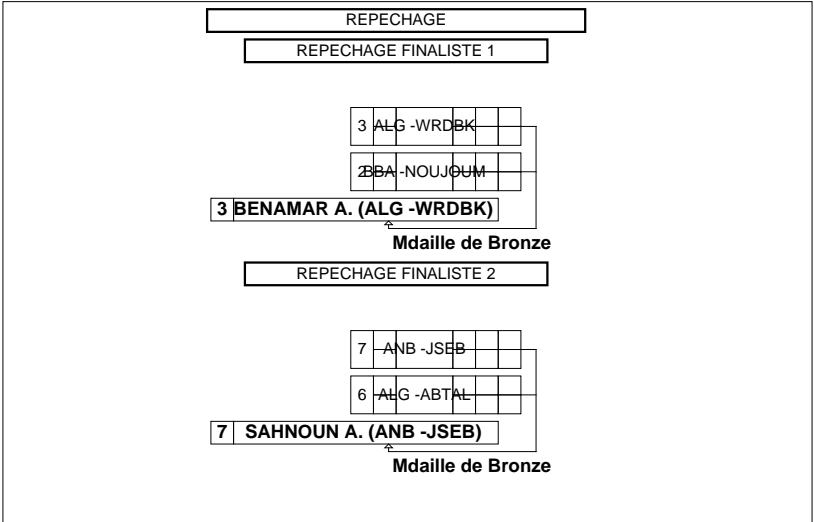 REPECHAGE
REPECHAGE FINALISTE 1
3 ALG -WRDBK
2 BBA -NOUJOUM
3 BENAMAR A. (ALG -WRDBK)
Mdaille de Bronze
REPECHAGE FINALISTE 2
7 ANB -JSEB
6 ALG -ABTAL
7 SAHNOUN A. (ANB -JSEB)
Mdaille de Bronze